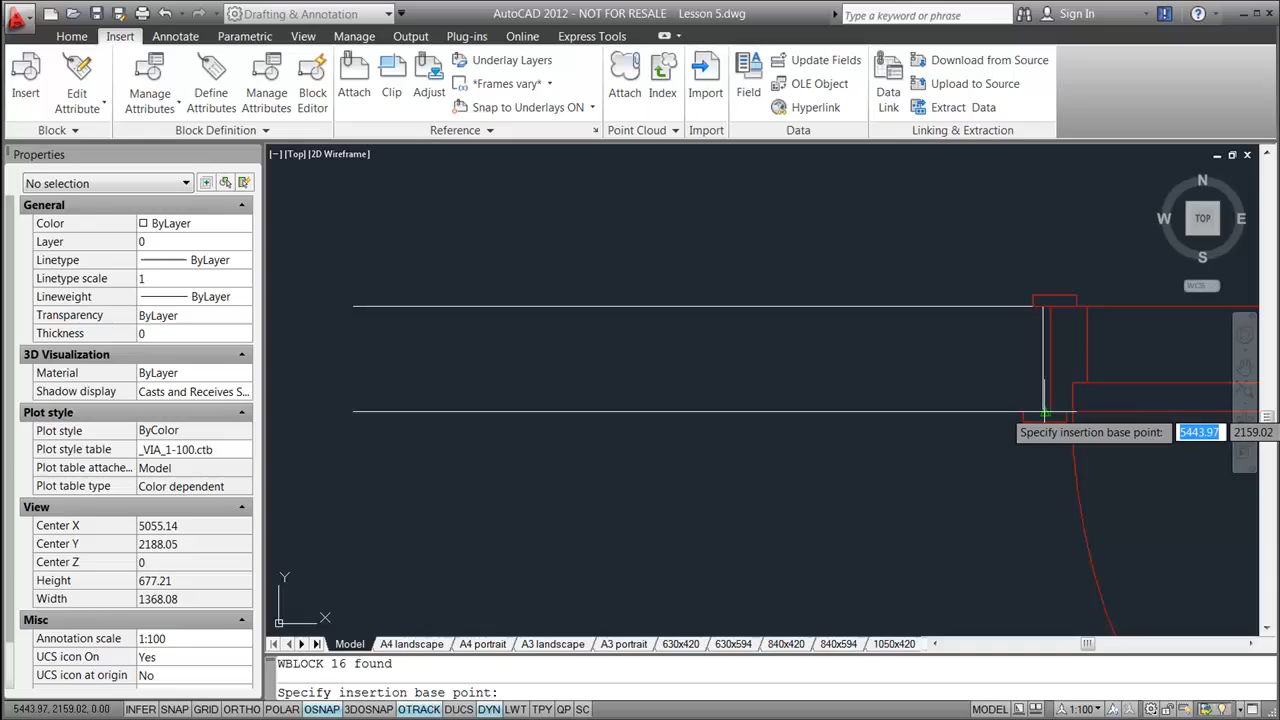 Drafting & Annotation
AutoCAD 2012 - NOT FOR RESALE Lesson 5.dwg
Type a keyword or phrase
Sign In
Home Insert Annotate Parametric View Manage Output Plug-ins Online Express Tools
Insert
Edit
Attribute
Manage
Attributes
Define
Attributes
Manage
Attributes
Block
Editor
Attach
Clip
Adjust
Underlay Layers
*Frames vary*
Snap to Underlays ON
Attach
Index
Import
Field
Update Fields
OLE Object
Hyperlink
Data
Link
Download from Source
Upload to Source
Extract Data
Block
Block Definition
Reference
Point Cloud
Import
Data
Linking & Extraction
Properties
No selection
General
Color ByLayer
Layer 0
Linetype ByLayer
Linetype scale 1
Lineweight ByLayer
Transparency ByLayer
Thickness 0
3D Visualization
Material ByLayer
Shadow display Casts and Receives S...
Plot style
Plot style ByColor
Plot style table _VIA_1-100.ctb
Plot table attache... Model
Plot table type Color dependent
View
Center X 5055.14
Center Y 2188.05
Center Z 0
Height 677.21
Width 1368.08
Misc
Annotation scale 1:100
UCS icon On Yes
UCS icon at origin No
[−] [Top] [2D Wireframe]
N
W TOP E
S
WCS
Specify insertion base point: 5443.97 2159.02
Y
X
Model A4 landscape A4 portrait A3 landscape A3 portrait 630x420 630x594 840x420 840x594 1050x420
WBLOCK 16 found
Specify insertion base point:
5443.97, 2159.02, 0.00 INFER SNAP GRID ORTHO POLAR OSNAP 3DOSNAP OTRACK DUCS DYN LWT TPY QP SC MODEL 1:100